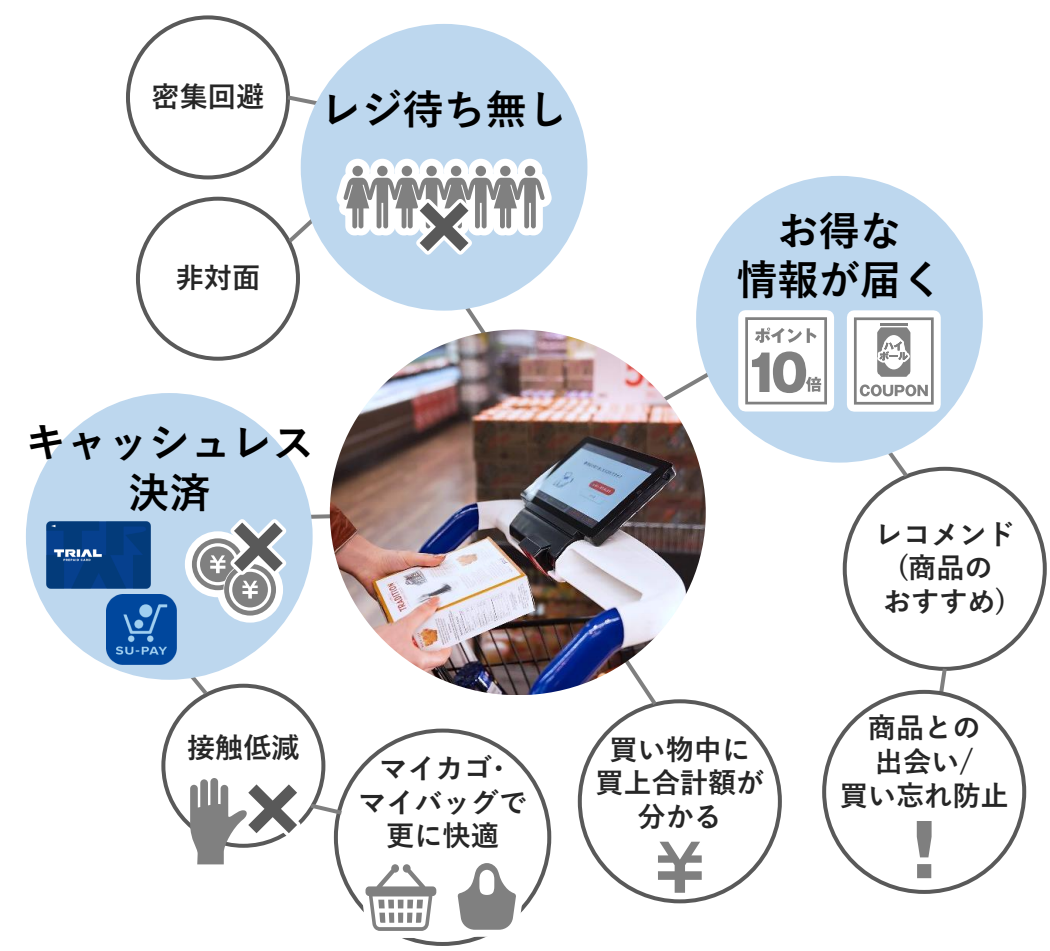 密集回避
レジ待ち無し
非対面
お得な
情報が届く
ポイント
10倍
ハイ
ボール
COUPON
キャッシュレス
決済
TRIAL
PREPAID CARD
¥
¥
SU-PAY
TRADITION
レコメンド
(商品の
おすすめ)
接触低減
マイカゴ・
マイバッグで
更に快適
買い物中に
買上合計額が
分かる
¥
商品との
出会い/
買い忘れ防止
!